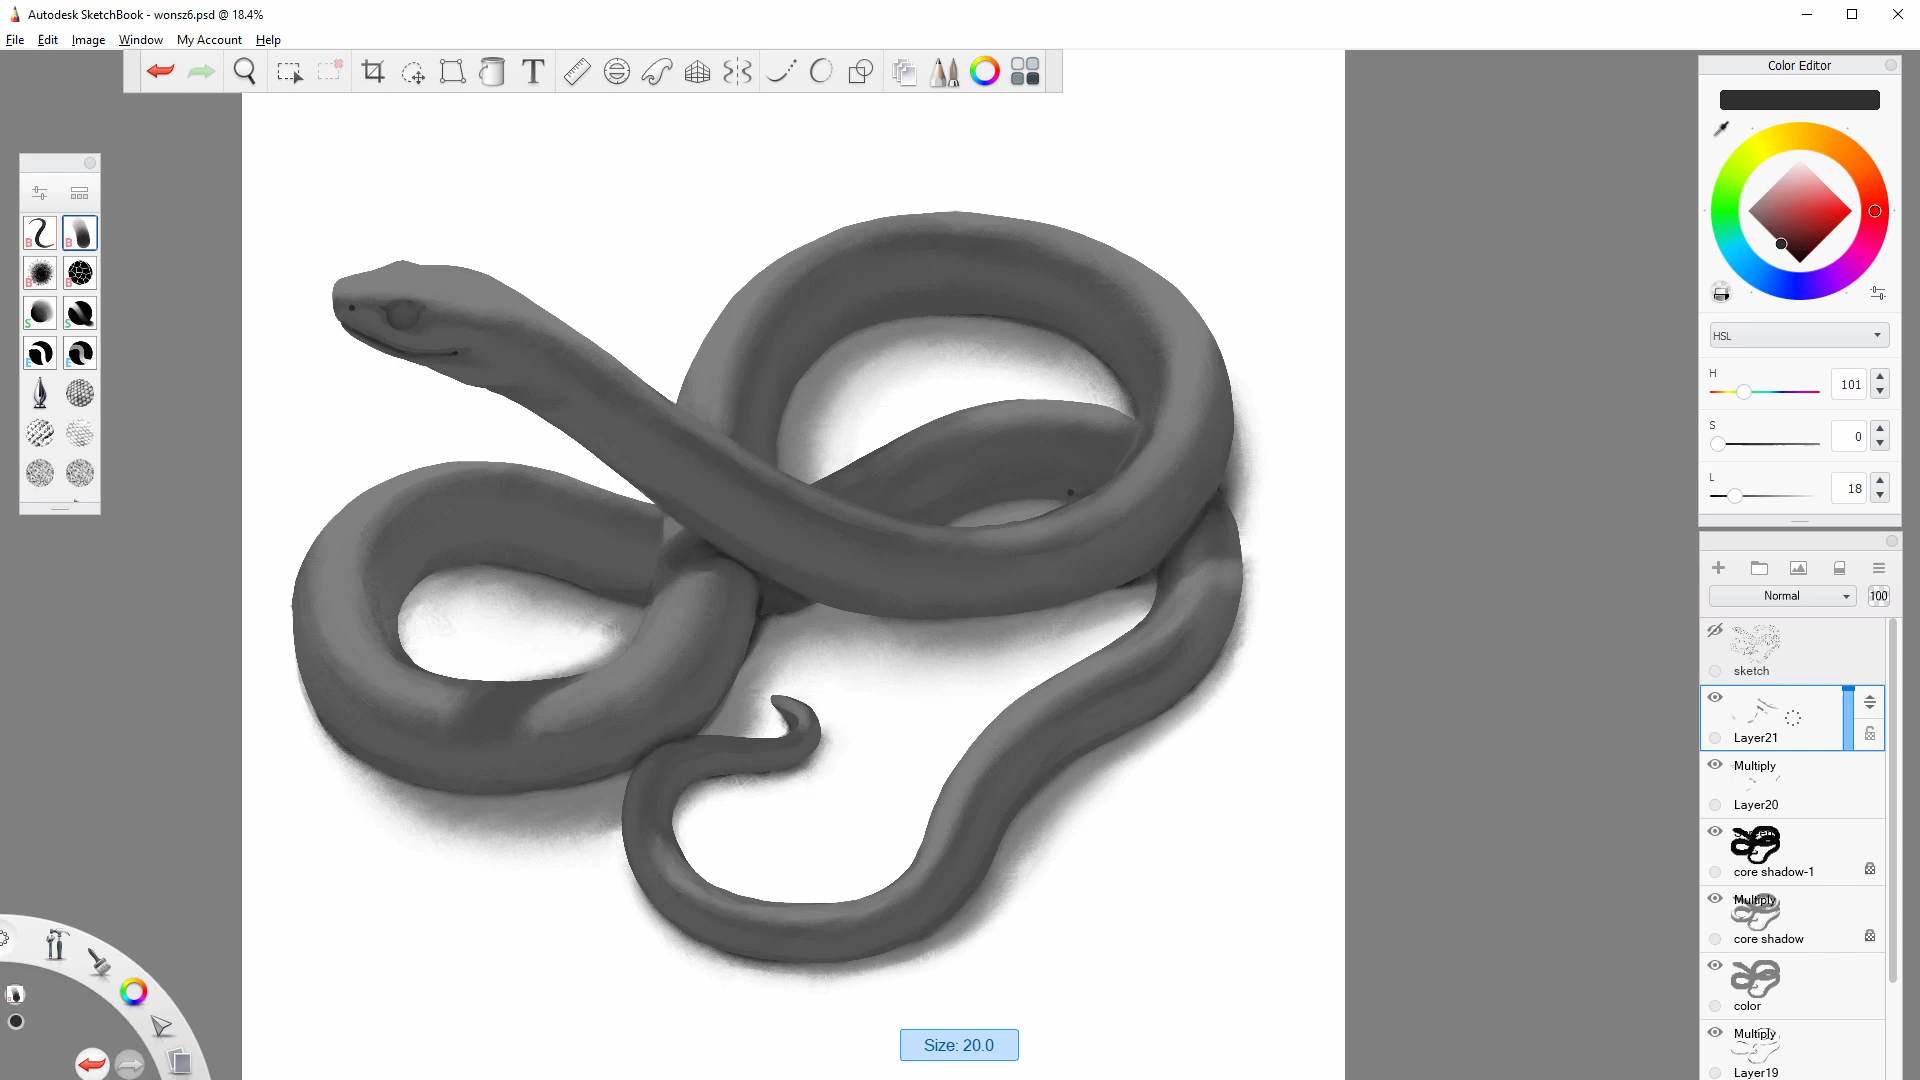 Autodesk SketchBook - wonsz6.psd @ 18.4%
File Edit Image Window My Account Help
Color Editor
HSL
H 101
S 0
L 18
Normal 100
sketch
Layer21
Multiply
Layer20
core shadow-1
Multiply
core shadow
color
Multiply
Layer19
Size: 20.0